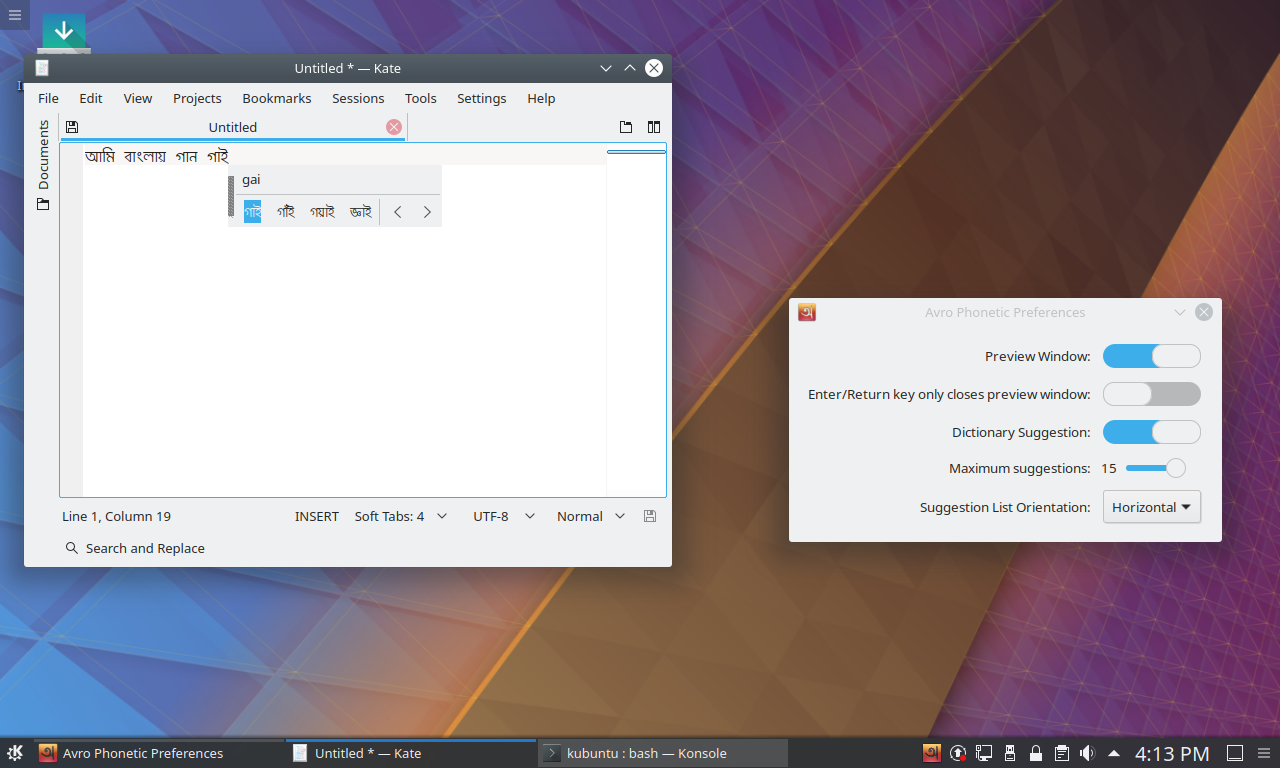 Untitled * — Kate
File Edit View Projects Bookmarks Sessions Tools Settings Help
Documents
Untitled
আমি বাংলায় গান গাই
gai
গাই গাঁই গয়াই জ্ঞাই
Line 1, Column 19 INSERT Soft Tabs: 4 UTF-8 Normal
Search and Replace
Avro Phonetic Preferences
Preview Window:
Enter/Return key only closes preview window:
Dictionary Suggestion:
Maximum suggestions: 15
Suggestion List Orientation: Horizontal
Avro Phonetic Preferences Untitled * — Kate kubuntu : bash — Konsole 4:13 PM